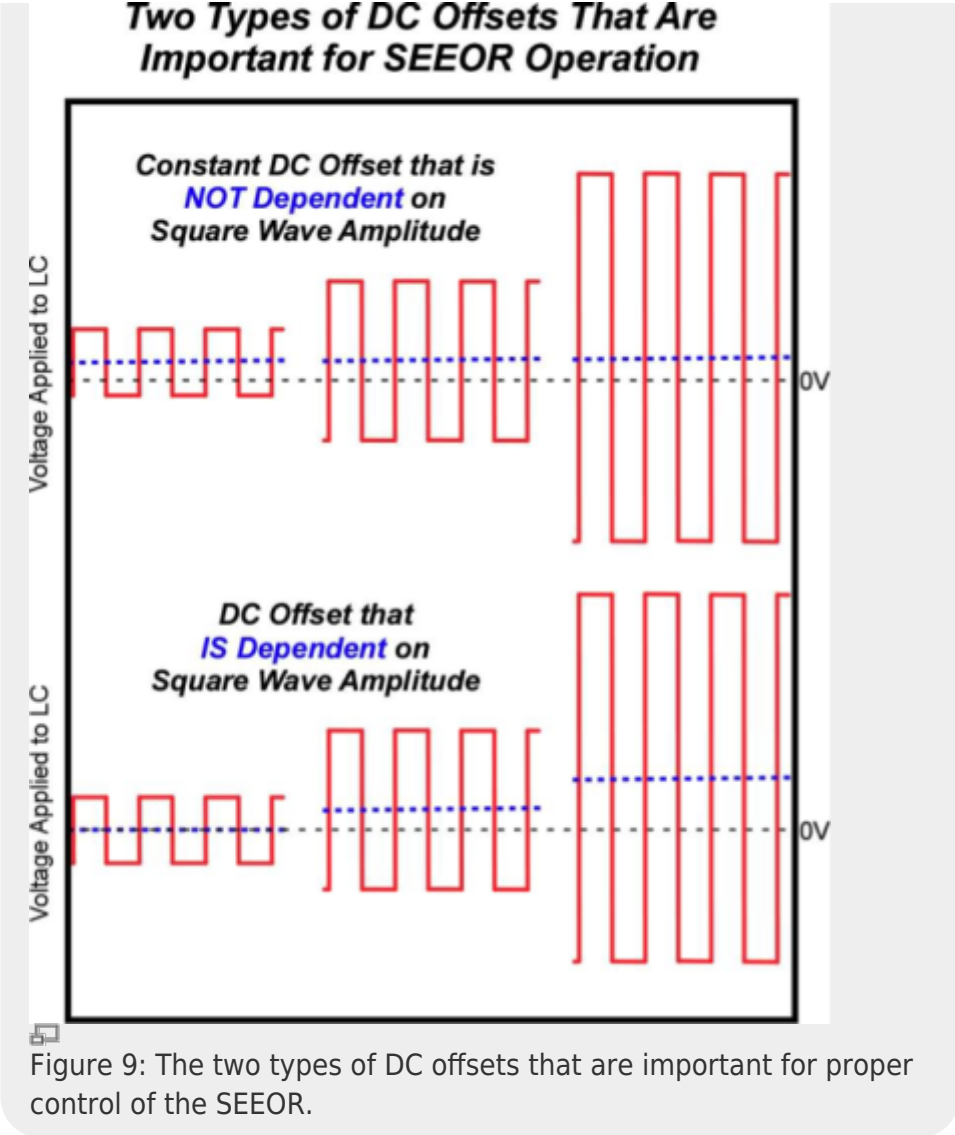 Two Types of DC Offsets That Are
Important for SEEOR Operation
Constant DC Offset that is
NOT Dependent on
Square Wave Amplitude
Voltage Applied to LC
0V
DC Offset that
IS Dependent on
Square Wave Amplitude
Voltage Applied to LC
0V
Figure 9: The two types of DC offsets that are important for proper
control of the SEEOR.